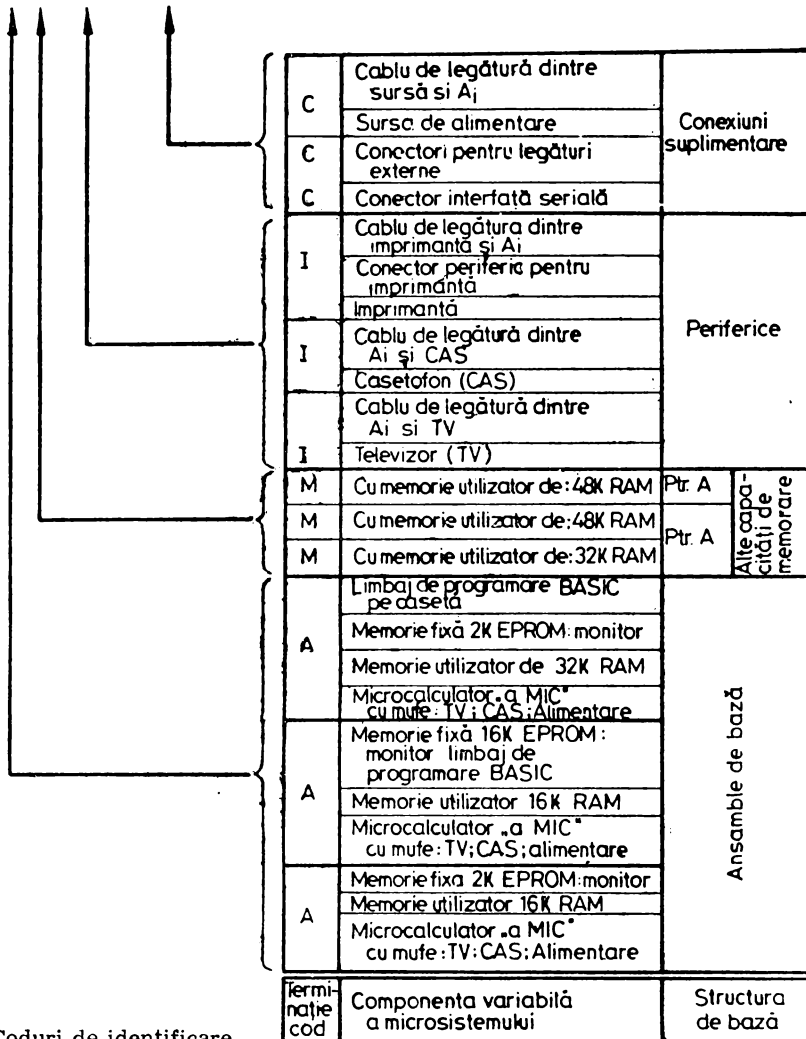 C
Cablu de legătură dintre
sursă si Ai
Sursa de alimentare
C
Conectori pentru legături
externe
C
Conector interfață serială
Conexiuni
suplimentare
I
Cablu de legătura dintre
imprimantă și Ai
Conector periferic pentru
imprimántă
Imprimantă
I
Cablu de legătură dintre
Ai și CAS
Casetofon (CAS)
Cablu de legătură dintre
Ai si TV
I
Televizor (TV)
Periferice
M
Cu memorie utilizator de: 48K RAM
Ptr. A
M
Cu memorie utilizator de: 48K RAM
M
Cu memorie utilizator de: 32K RAM
Ptr. A
Alte capa-
cități de
memorare
A
Limbaj de programare BASIC
pe casetă
Memorie fixă 2K EPROM: monitor
Memorie utilizator de 32K RAM
Microcalculator „a MIC"
cu mufe: TV; CAS; Alimentare
A
Memorie fixă 16K EPROM:
monitor limbaj de
programare BASIC
Memorie utilizator 16K RAM
Microcalculator „a MIC"
cu mufe: TV; CAS; alimentare
A
Memorie fixa 2K EPROM: monitor
Memorie utilizator 16K RAM
Microcalculator „a MIC"
cu mufe: TV: CAS; Alimentare
Ansamble de bază
Termi-
nație
cod
Componenta variabilă
a microsistemului
Structura
de bază
Coduri de identificare